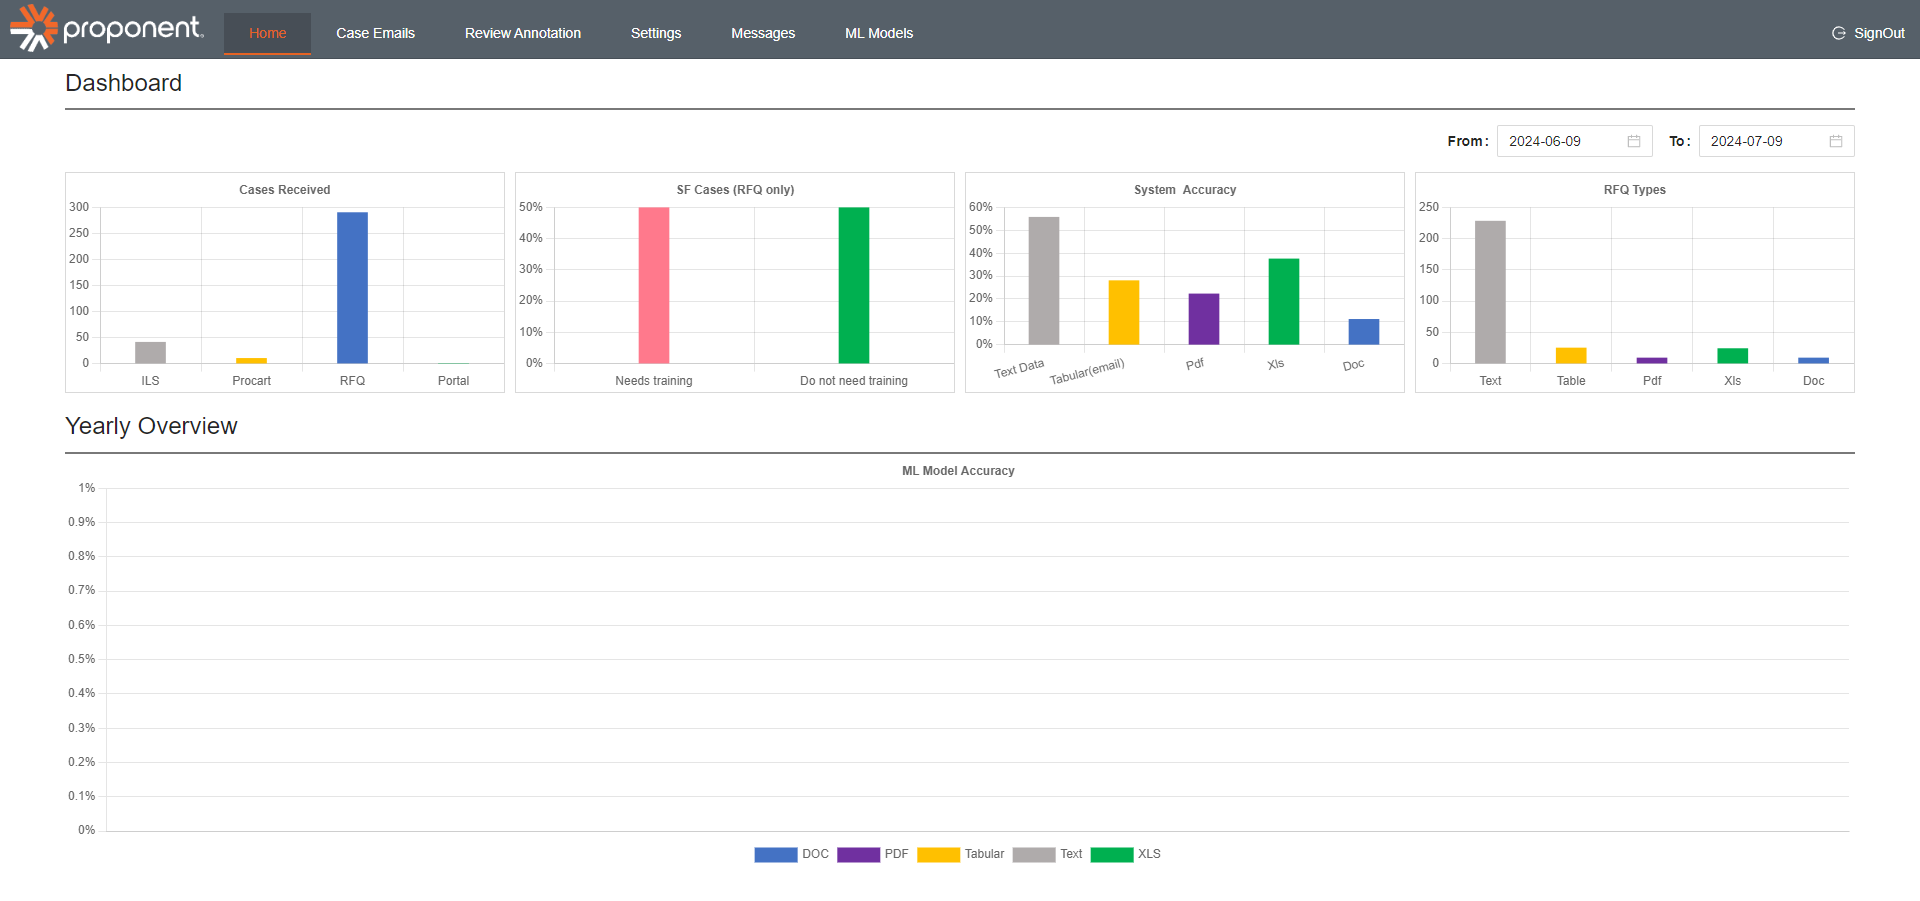 proponent
Home
Case Emails
Review Annotation
Settings
Messages
ML Models
SignOut
Dashboard
From: 2024-06-09
To: 2024-07-09
Cases Received
300
250
200
150
100
50
0
ILS
Procart
RFQ
Portal
SF Cases (RFQ only)
50%
40%
30%
20%
10%
0%
Needs training
Do not need training
System Accuracy
60%
50%
40%
30%
20%
10%
0%
Text Data
Tabular(email)
Pdf
Xls
Doc
RFQ Types
250
200
150
100
50
0
Text
Table
Pdf
Xls
Doc
Yearly Overview
ML Model Accuracy
1%
0.9%
0.8%
0.7%
0.6%
0.5%
0.4%
0.3%
0.2%
0.1%
0%
DOC
PDF
Tabular
Text
XLS